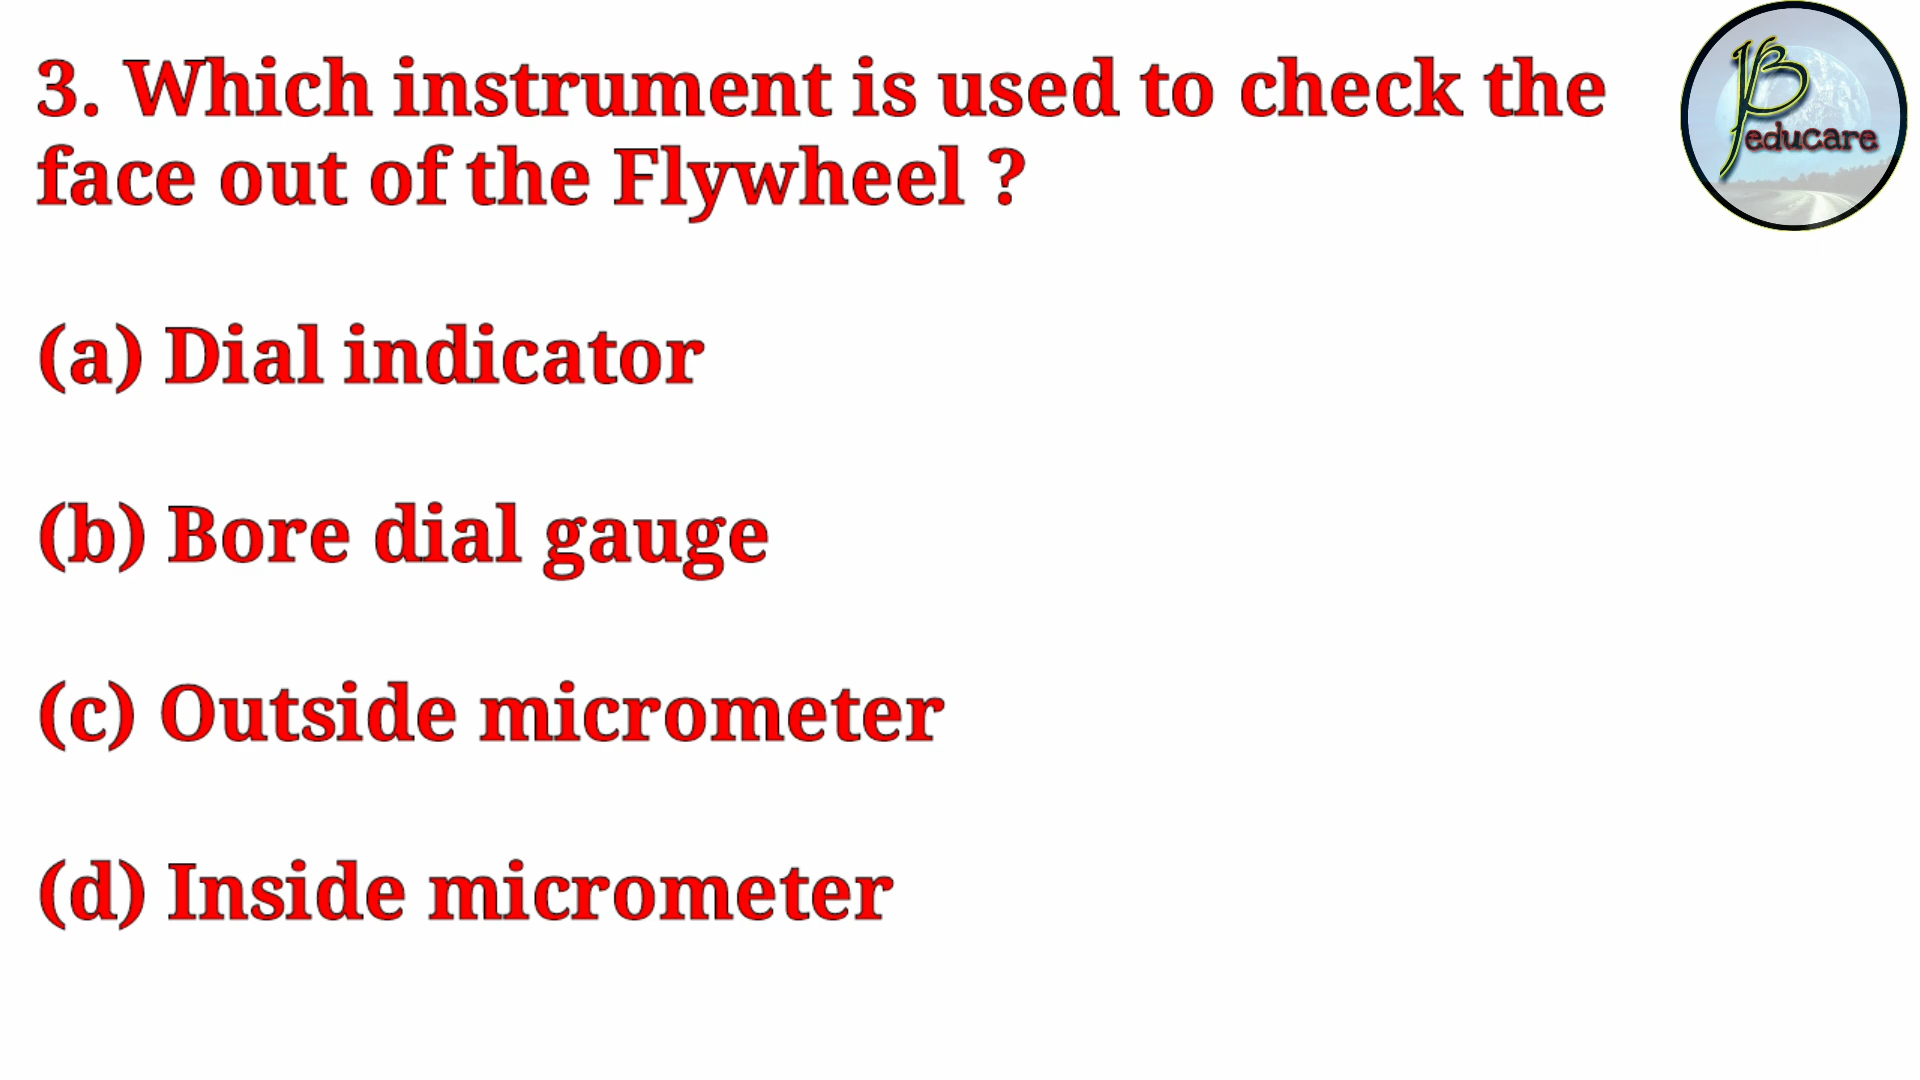 3. Which instrument is used to check the
face out of the Flywheel ?
(a) Dial indicator
(b) Bore dial gauge
(c) Outside micrometer
(d) Inside micrometer
educare